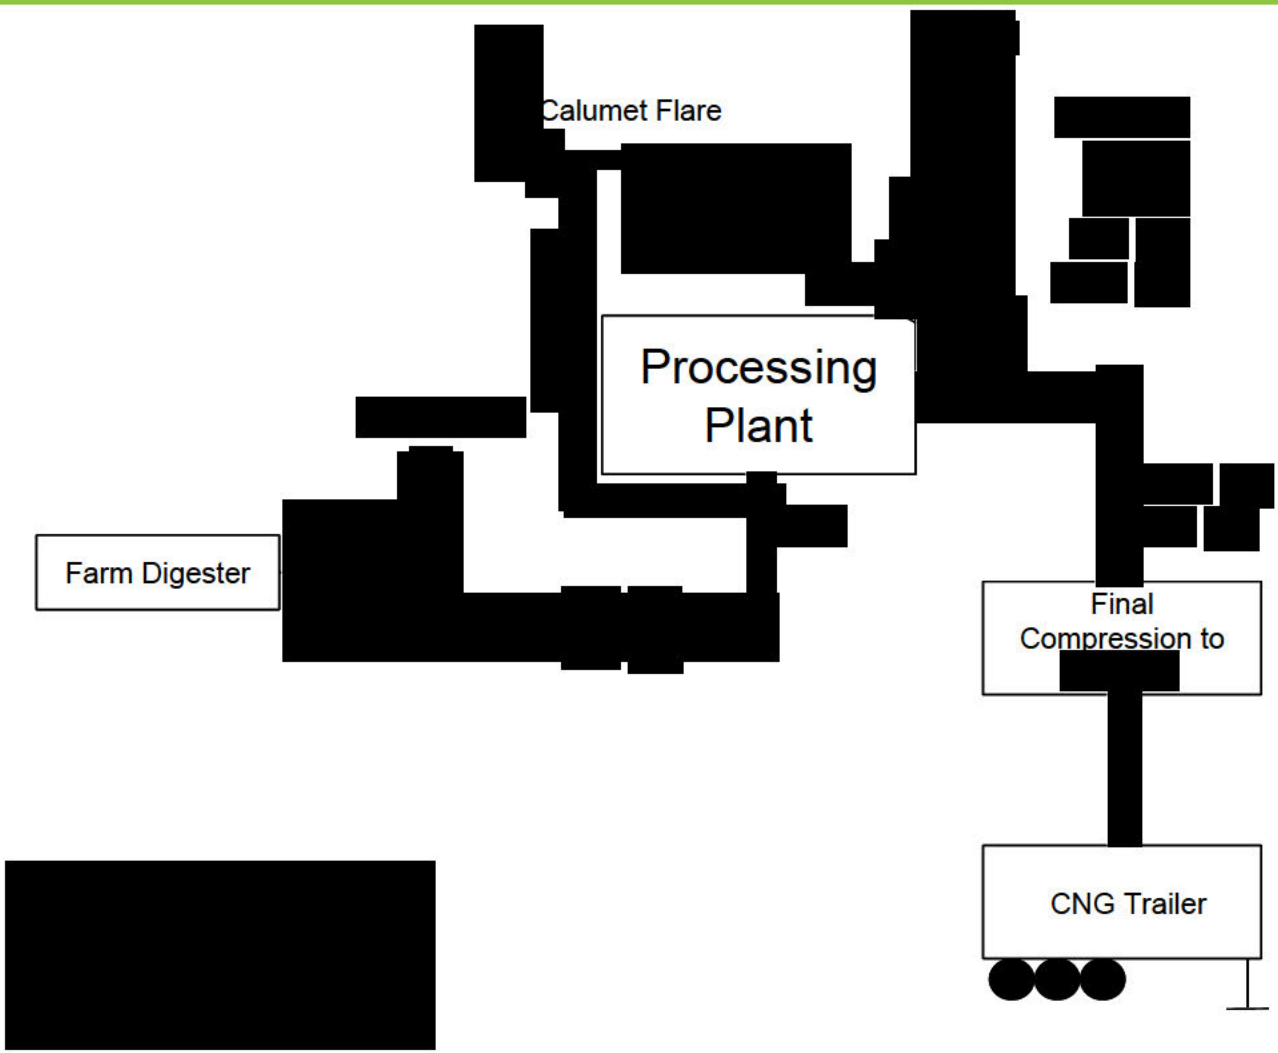 Calumet Flare
Processing
Plant
Farm Digester
Final
Compression to
CNG Trailer